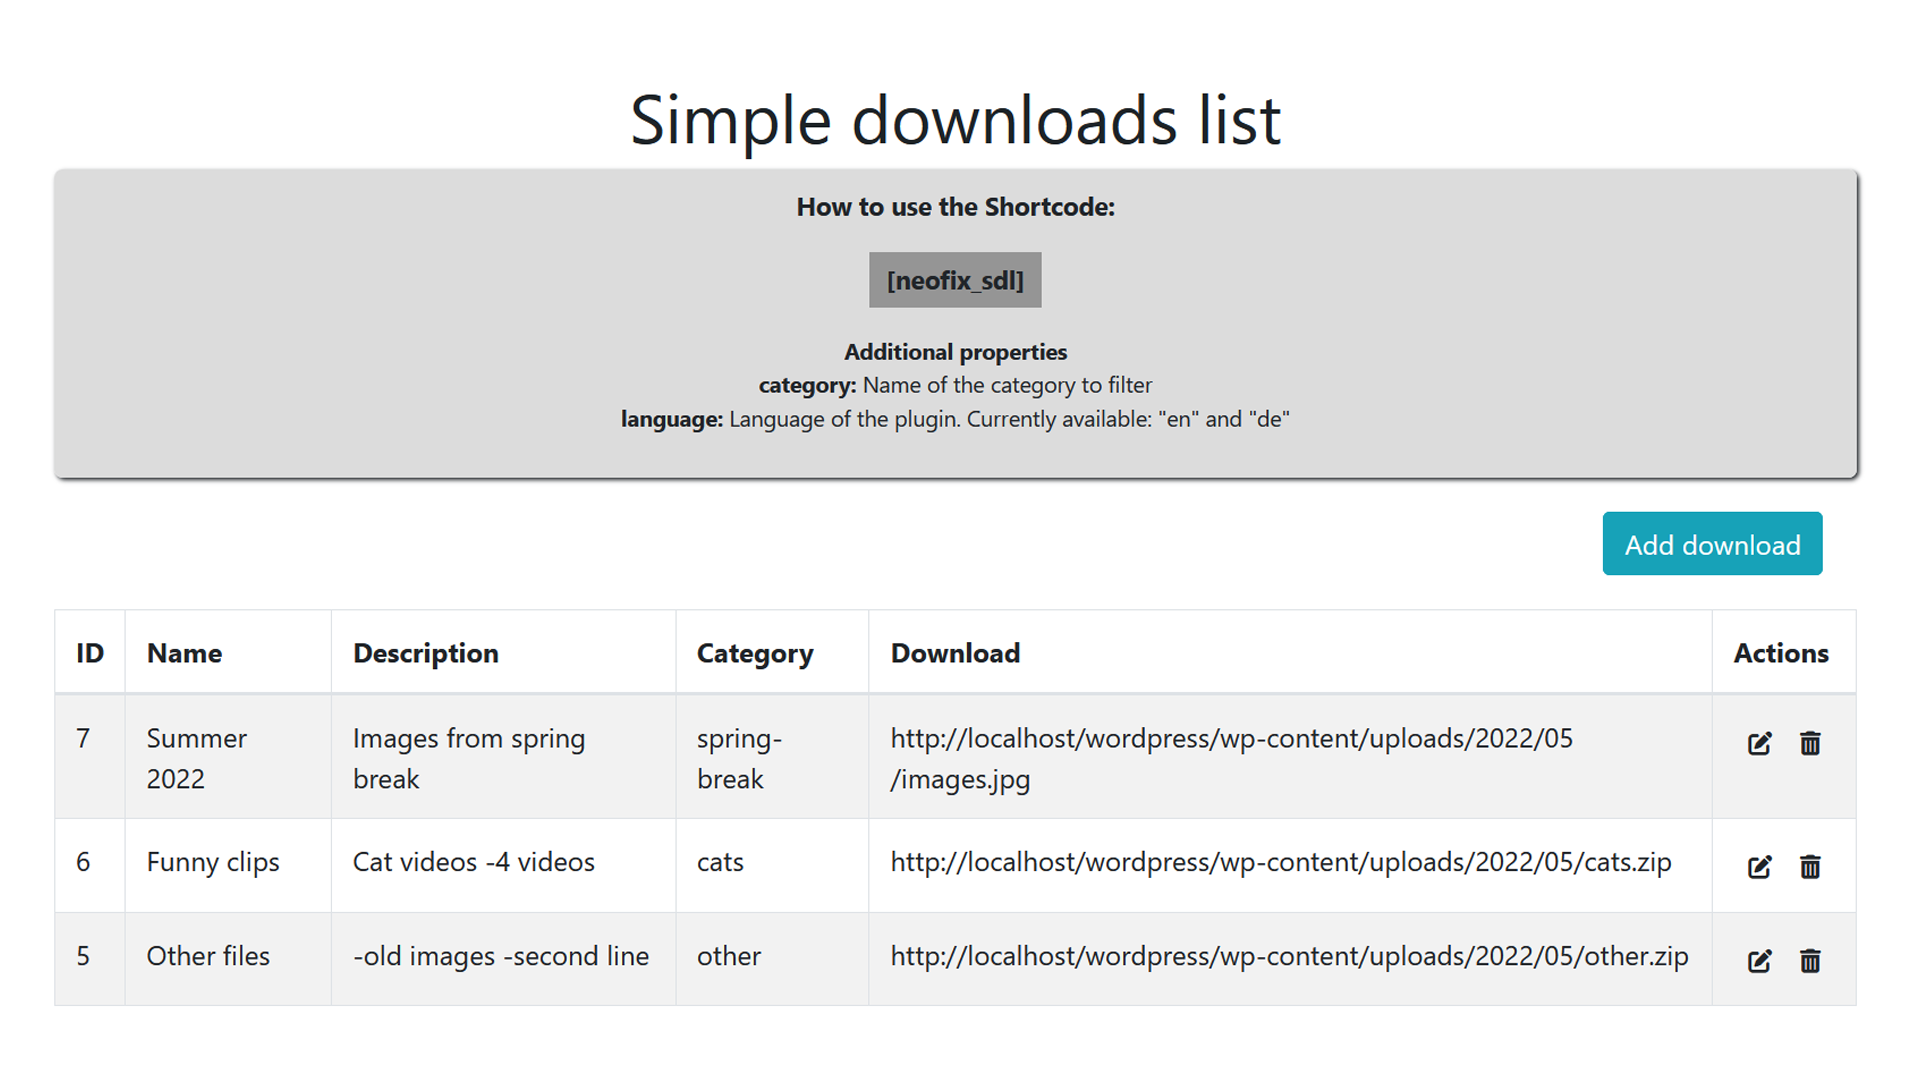 Simple downloads list
How to use the Shortcode:
[neofix_sdl]
Additional properties
category: Name of the category to filter
language: Language of the plugin. Currently available: "en" and "de"
Add download
ID Name Description Category Download Actions
7 Summer 2022 Images from spring break spring-break http://localhost/wordpress/wp-content/uploads/2022/05/images.jpg
6 Funny clips Cat videos -4 videos cats http://localhost/wordpress/wp-content/uploads/2022/05/cats.zip
5 Other files -old images -second line other http://localhost/wordpress/wp-content/uploads/2022/05/other.zip